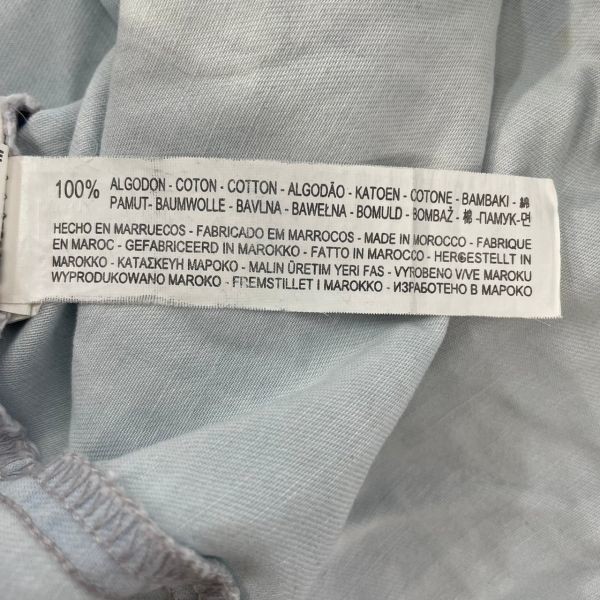 100% ALGODON - COTON - COTTON - ALGODÃO - KATOEN - COTONE - BAMBAKI - 綿
PAMUT- BAUMWOLLE - BAVLNA - BAWEŁNA - BOMULD - BOMBAŽ - 棉 -ПАМУК- 면
HECHO EN MARRUECOS - FABRICADO EM MARROCOS - MADE IN MOROCCO - FABRIQUE
EN MAROC - GEFABRICEERD IN MAROKKO - FATTO IN MAROCCO - HERGESTELLT IN
MAROKKO - ΚΑΤΑΣΚΕΥΗ ΜΑΡΟΚΟ - MALIN ÜRETIM YERI FAS - VYROBENO V/VE MAROKU
WYPRODUKOWANO MAROKO - FREMSTILLET I MAROKKO - ИЗРАБОТЕНО В МАРОКО